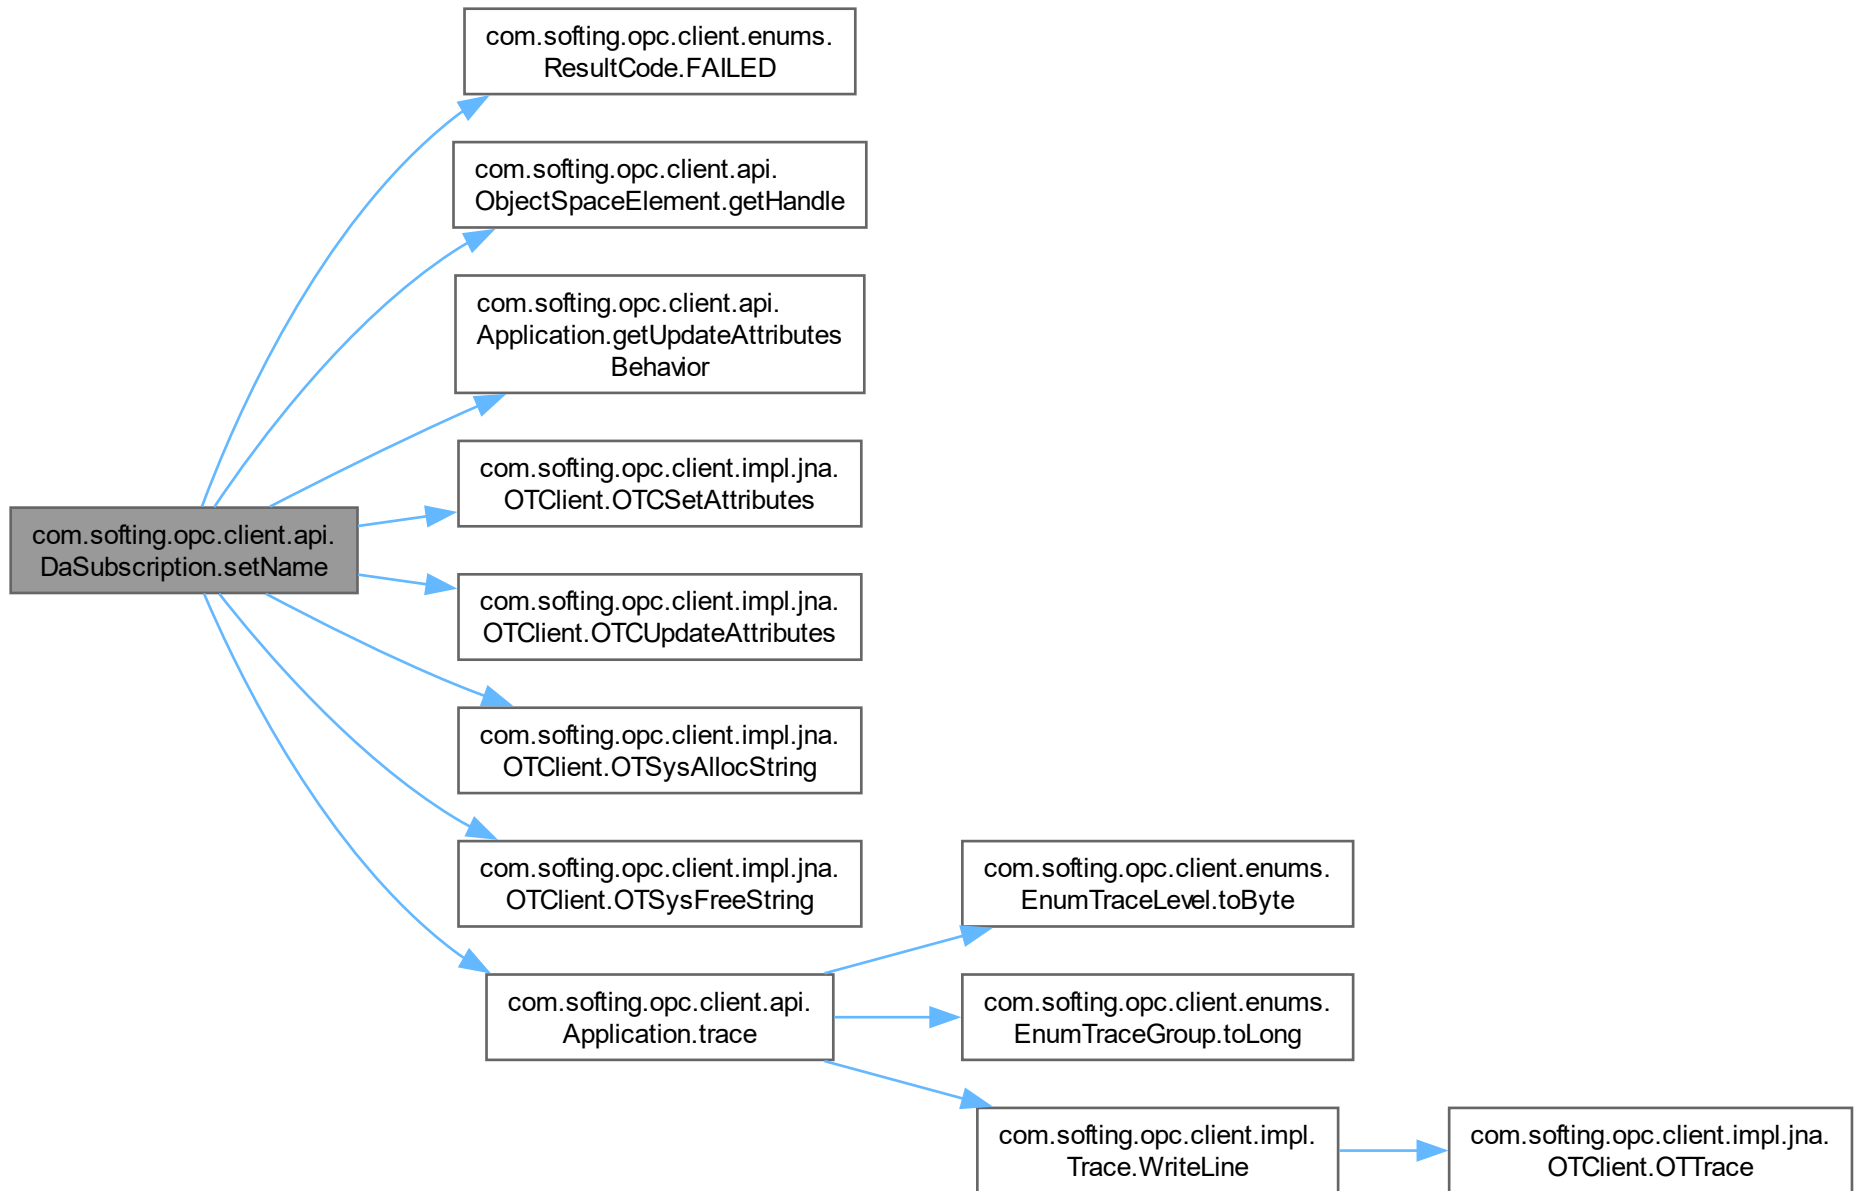 com.softing.opc.client.enums.
ResultCode.FAILED
com.softing.opc.client.api.
ObjectSpaceElement.getHandle
com.softing.opc.client.api.
Application.getUpdateAttributes
Behavior
com.softing.opc.client.impl.jna.
OTClient.OTCSetAttributes
com.softing.opc.client.api.
DaSubscription.setName
com.softing.opc.client.impl.jna.
OTClient.OTCUpdateAttributes
com.softing.opc.client.impl.jna.
OTClient.OTSysAllocString
com.softing.opc.client.impl.jna.
OTClient.OTSysFreeString
com.softing.opc.client.enums.
EnumTraceLevel.toByte
com.softing.opc.client.api.
Application.trace
com.softing.opc.client.enums.
EnumTraceGroup.toLong
com.softing.opc.client.impl.
Trace.WriteLine
com.softing.opc.client.impl.jna.
OTClient.OTTrace